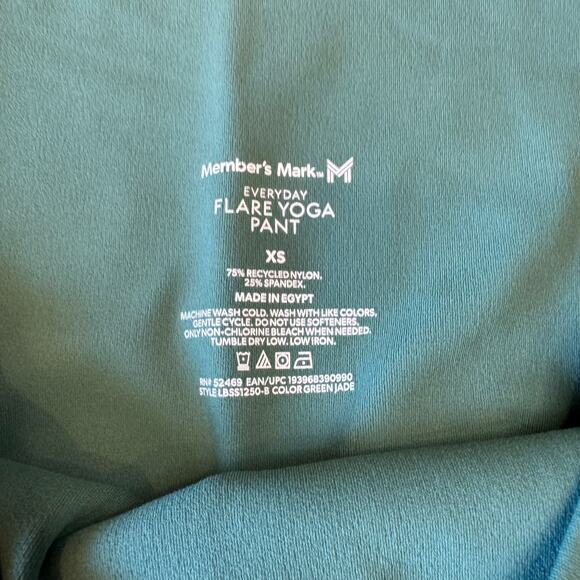 Member's Mark™
EVERYDAY
FLARE YOGA
PANT
XS
75% RECYCLED NYLON.
25% SPANDEX.
MADE IN EGYPT
MACHINE WASH COLD. WASH WITH LIKE COLORS.
GENTLE CYCLE. DO NOT USE SOFTENERS.
ONLY NON-CHLORINE BLEACH WHEN NEEDED.
TUMBLE DRY LOW. LOW IRON.
RN# 52469 EAN/UPC 193968390990
STYLE LBSS1250-B COLOR GREEN JADE